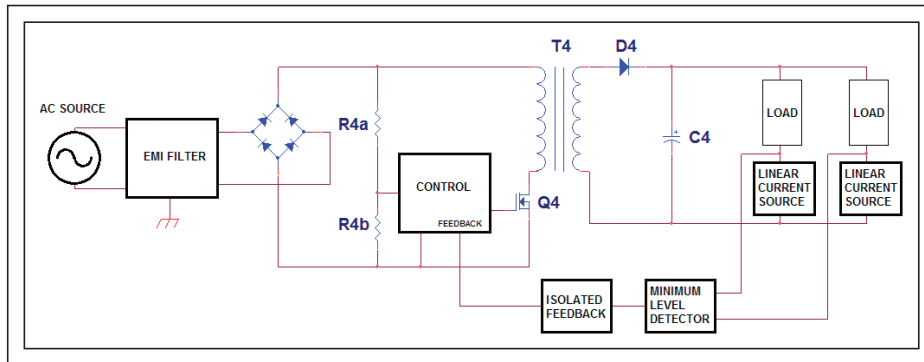 T4
D4
AC SOURCE
EMI FILTER
R4a
R4b
CONTROL
FEEDBACK
Q4
C4
LOAD
LOAD
LINEAR
CURRENT
SOURCE
LINEAR
CURRENT
SOURCE
ISOLATED
FEEDBACK
MINIMUM
LEVEL
DETECTOR